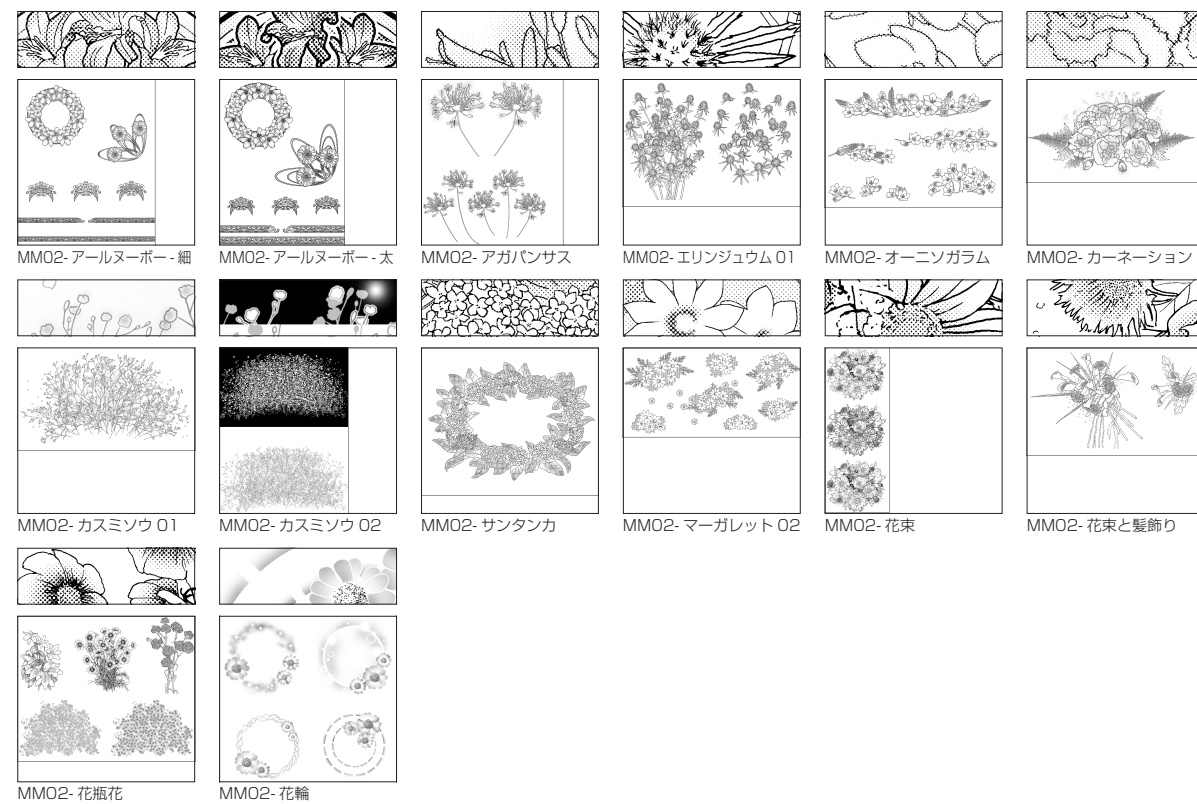 MM02-アールヌーボー-細
MM02-アールヌーボー-太
MM02-アガパンサス
MM02-エリンジュウム 01
MM02-オーニソガラム
MM02-カーネーション
MM02-カスミソウ 01
MM02-カスミソウ 02
MM02-サンタンカ
MM02-マーガレット 02
MM02-花束
MM02-花束と髪飾り
MM02-花瓶花
MM02-花輪